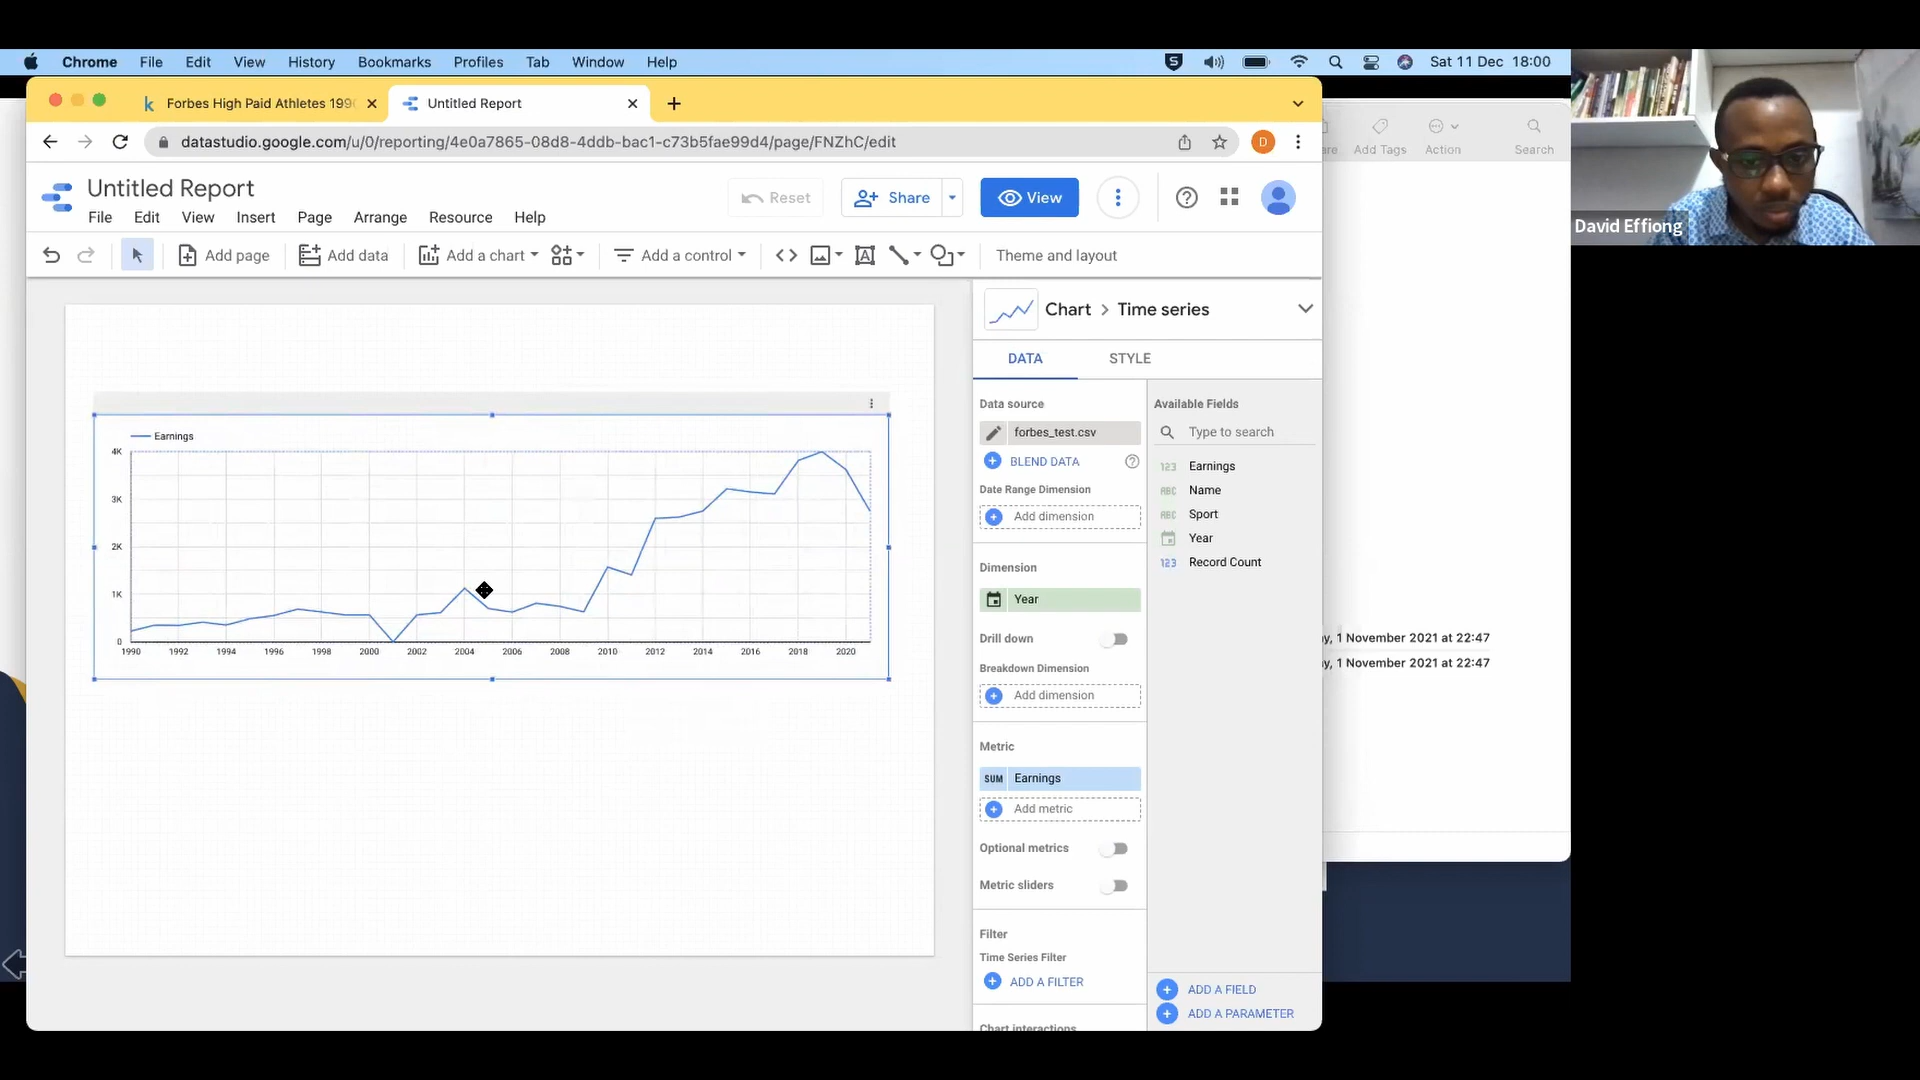 Chrome File Edit View History Bookmarks Profiles Tab Window Help
Sat 11 Dec 18:00
Forbes High Paid Athletes 199
Untitled Report
datastudio.google.com/u/0/reporting/4e0a7865-08d8-4ddb-bac1-c73b5fae99d4/page/FNZhC/edit
D
Add Tags
Action
Search
David Effiong
Untitled Report
Reset
Share
View
File Edit View Insert Page Arrange Resource Help
Add page
Add data
Add a chart
Add a control
Theme and layout
Earnings
4K
3K
2K
1K
0
1990 1992 1994 1996 1998 2000 2002 2004 2006 2008 2010 2012 2014 2016 2018 2020
Chart > Time series
DATA
STYLE
Data source
forbes_test.csv
BLEND DATA
Date Range Dimension
Add dimension
Dimension
Year
Drill down
Breakdown Dimension
Add dimension
Metric
SUM Earnings
Add metric
Optional metrics
Metric sliders
Filter
Time Series Filter
ADD A FILTER
Chart interactions
Available Fields
Type to search
123 Earnings
ABC Name
ABC Sport
Year
123 Record Count
ADD A FIELD
ADD A PARAMETER
1 November 2021 at 22:47
1 November 2021 at 22:47